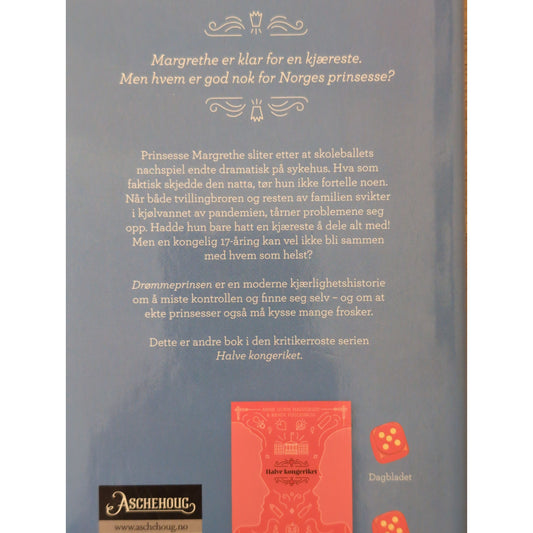 Margrethe er klar for en kjæreste.
Men hvem er god nok for Norges prinsesse?
Prinsesse Margrethe sliter etter at skoleballets
nachspiel endte dramatisk på sykehus. Hva som
faktisk skjedde den natta, tør hun ikke fortelle noen.
Når både tvillingbroren og resten av familien svikter
i kjølvannet av pandemien, tårner problemene seg
opp. Hadde hun bare hatt en kjæreste å dele alt med!
Men en kongelig 17-åring kan vel ikke bli sammen
med hvem som helst?
Drømmeprinsen er en moderne kjærlighetshistorie
om å miste kontrollen og finne seg selv – og om at
ekte prinsesser også må kysse mange frosker.
Dette er andre bok i den kritikerroste serien
Halve kongeriket.
Halve kongeriket
Dagbladet
ASCHEHOUG
www.aschehoug.no